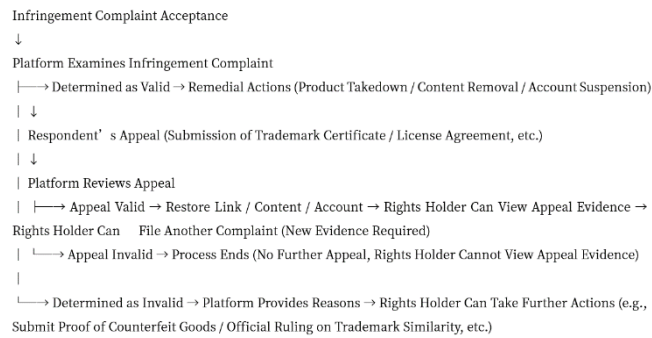 Infringement Complaint Acceptance
↓
Platform Examines Infringement Complaint
├──→ Determined as Valid → Remedial Actions (Product Takedown / Content Removal / Account Suspension)
│ ↓
│ Respondent’s Appeal (Submission of Trademark Certificate / License Agreement, etc.)
│ ↓
│ Platform Reviews Appeal
│ ├──→ Appeal Valid → Restore Link / Content / Account → Rights Holder Can View Appeal Evidence →
Rights Holder Can File Another Complaint (New Evidence Required)
│ └──→ Appeal Invalid → Process Ends (No Further Appeal, Rights Holder Cannot View Appeal Evidence)
│
└──→ Determined as Invalid → Platform Provides Reasons → Rights Holder Can Take Further Actions (e.g.,
Submit Proof of Counterfeit Goods / Official Ruling on Trademark Similarity, etc.)